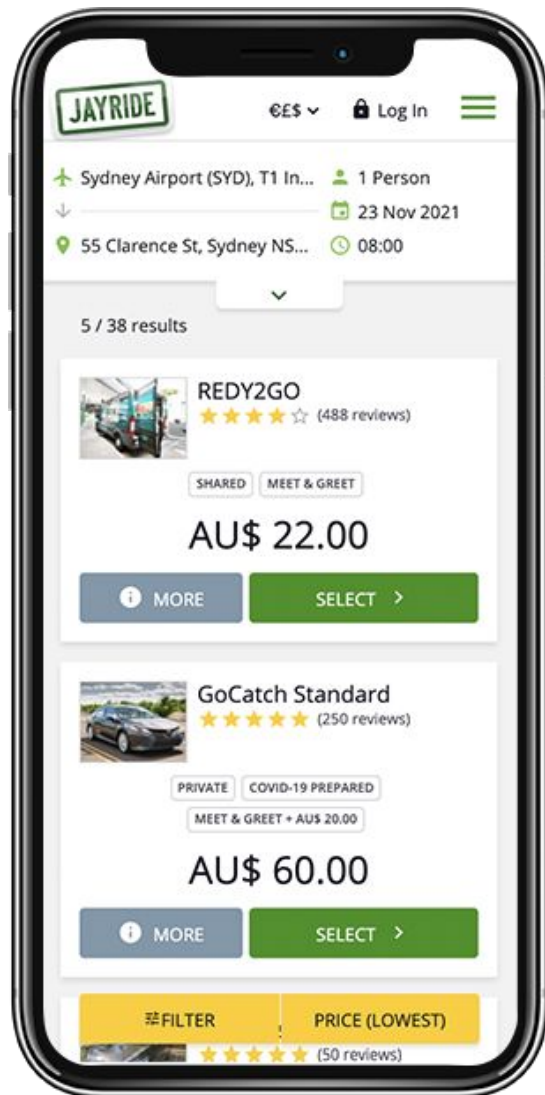 JAYRIDE
€£$ Log In
Sydney Airport (SYD), T1 In... 1 Person
23 Nov 2021
55 Clarence St, Sydney NS... 08:00
5 / 38 results
REDY2GO
(488 reviews)
SHARED MEET & GREET
AU$ 22.00
MORE SELECT >
GoCatch Standard
(250 reviews)
PRIVATE COVID-19 PREPARED
MEET & GREET + AU$ 20.00
AU$ 60.00
MORE SELECT >
FILTER PRICE (LOWEST)
(50 reviews)